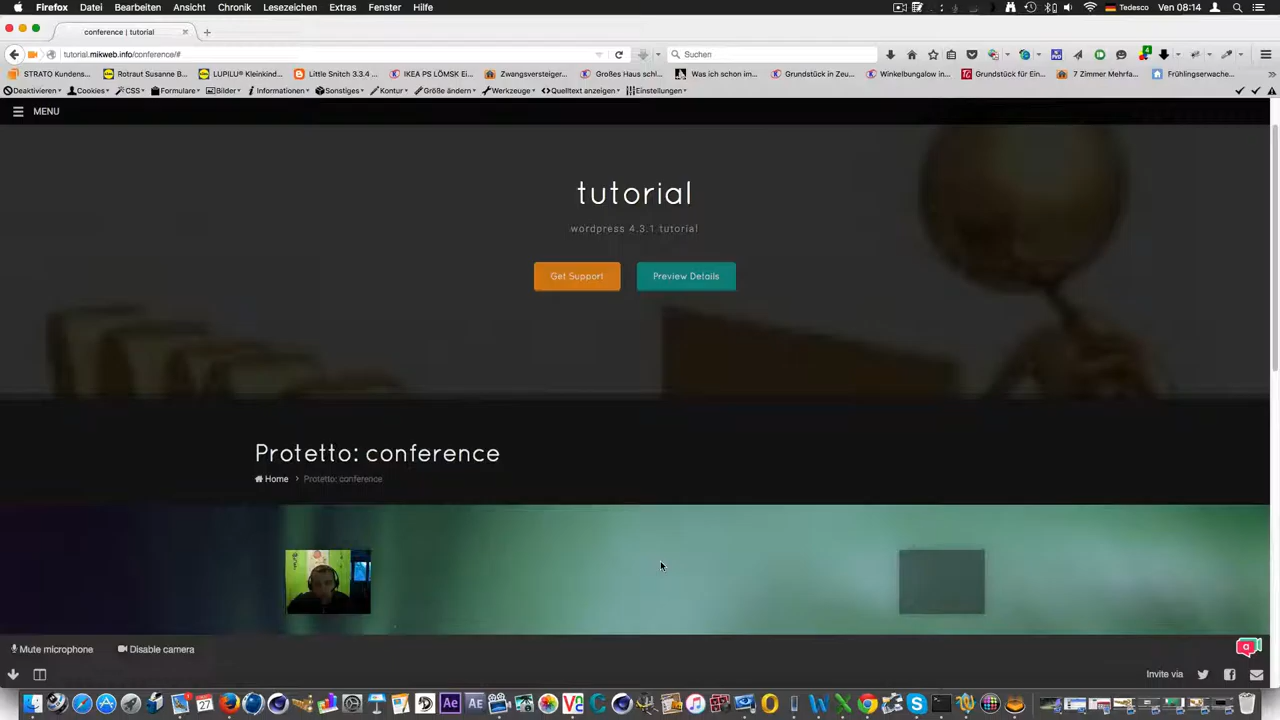 Firefox Datei Bearbeiten Ansicht Chronik Lesezeichen Extras Fenster Hilfe Tedesco Ven 08:14
conference | tutorial
tutorial.mikweb.info/conference/# Suchen
STRATO Kundens... Rotraut Susanne B... LUPILU® Kleinkind... Little Snitch 3.3.4 ... IKEA PS LÖMSK Ei... Zwangsversteiger... Großes Haus schl... Was ich schon im... Grundstück in Zeu... Winkelbungalow in... Grundstück für Ein... 7 Zimmer Mehrfa... Frühlingserwache...
Deaktivieren Cookies CSS Formulare Bilder Informationen Sonstiges Kontur Größe ändern Werkzeuge Quelltext anzeigen Einstellungen
MENU
tutorial
wordpress 4.3.1 tutorial
Get Support Preview Details
Protetto: conference
Home › Protetto: conference
Mute microphone Disable camera
Invite via